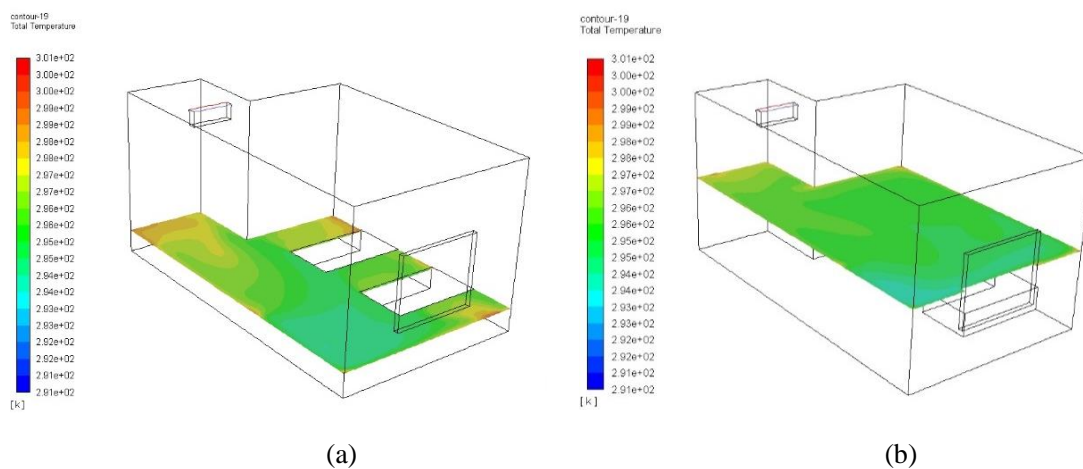 contour-19
Total Temperature
3.01e+02
3.00e+02
3.00e+02
2.99e+02
2.99e+02
2.98e+02
2.98e+02
2.97e+02
2.97e+02
2.96e+02
2.96e+02
2.95e+02
2.95e+02
2.94e+02
2.94e+02
2.93e+02
2.93e+02
2.92e+02
2.92e+02
2.91e+02
2.91e+02
[k]
(a)
contour-19
Total Temperature
3.01e+02
3.00e+02
3.00e+02
2.99e+02
2.99e+02
2.98e+02
2.98e+02
2.97e+02
2.97e+02
2.96e+02
2.96e+02
2.95e+02
2.95e+02
2.94e+02
2.94e+02
2.93e+02
2.93e+02
2.92e+02
2.92e+02
2.91e+02
2.91e+02
[k]
(b)